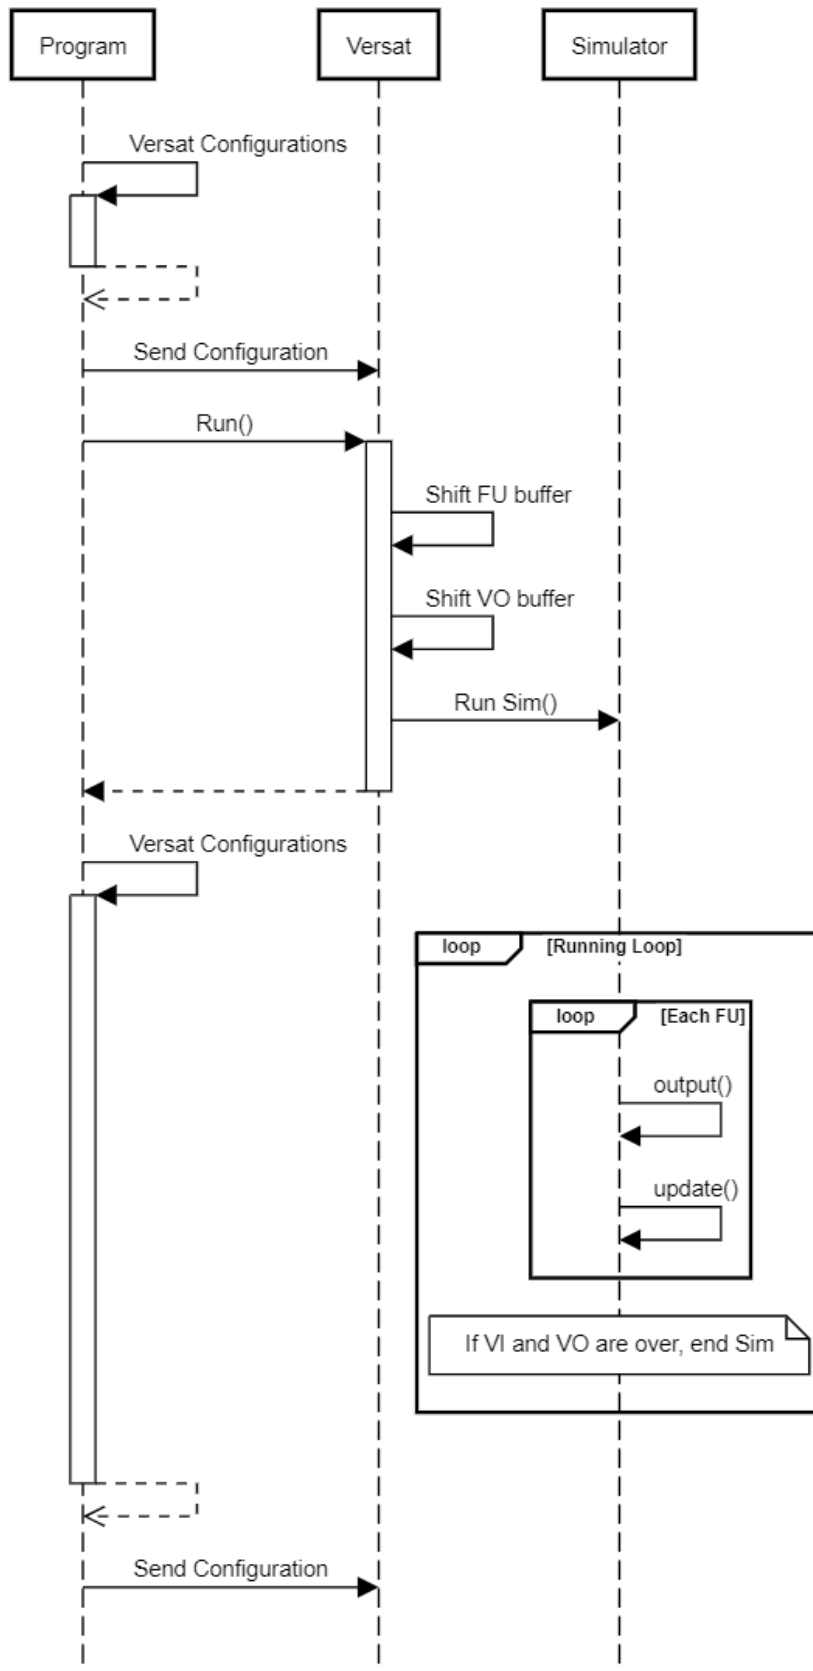 Program
Versat
Simulator
Versat Configurations
Send Configuration
Run()
Shift FU buffer
Shift VO buffer
Run Sim()
Versat Configurations
loop [Running Loop]
loop [Each FU]
output()
update()
If VI and VO are over, end Sim
Send Configuration